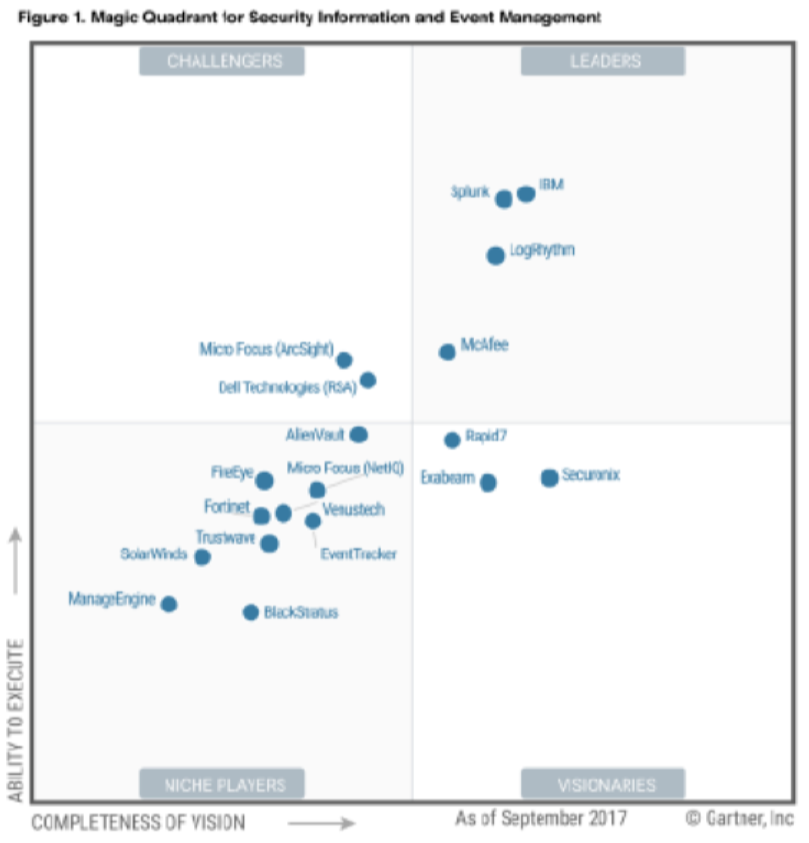 Figure 1. Magic Quadrant for Security Information and Event Management
CHALLENGERS
LEADERS
Splunk
IBM
LogRhythm
Micro Focus (ArcSight)
McAfee
Dell Technologies (RSA)
AlienVault
Rapid7
FireEye
Micro Focus (NetIQ)
Exabeam
Securonix
Fortinet
Venustech
Trustwave
SolarWinds
EventTracker
ManageEngine
BlackStratus
ABILITY TO EXECUTE
NICHE PLAYERS
VISIONARIES
COMPLETENESS OF VISION
As of September 2017
© Gartner, Inc